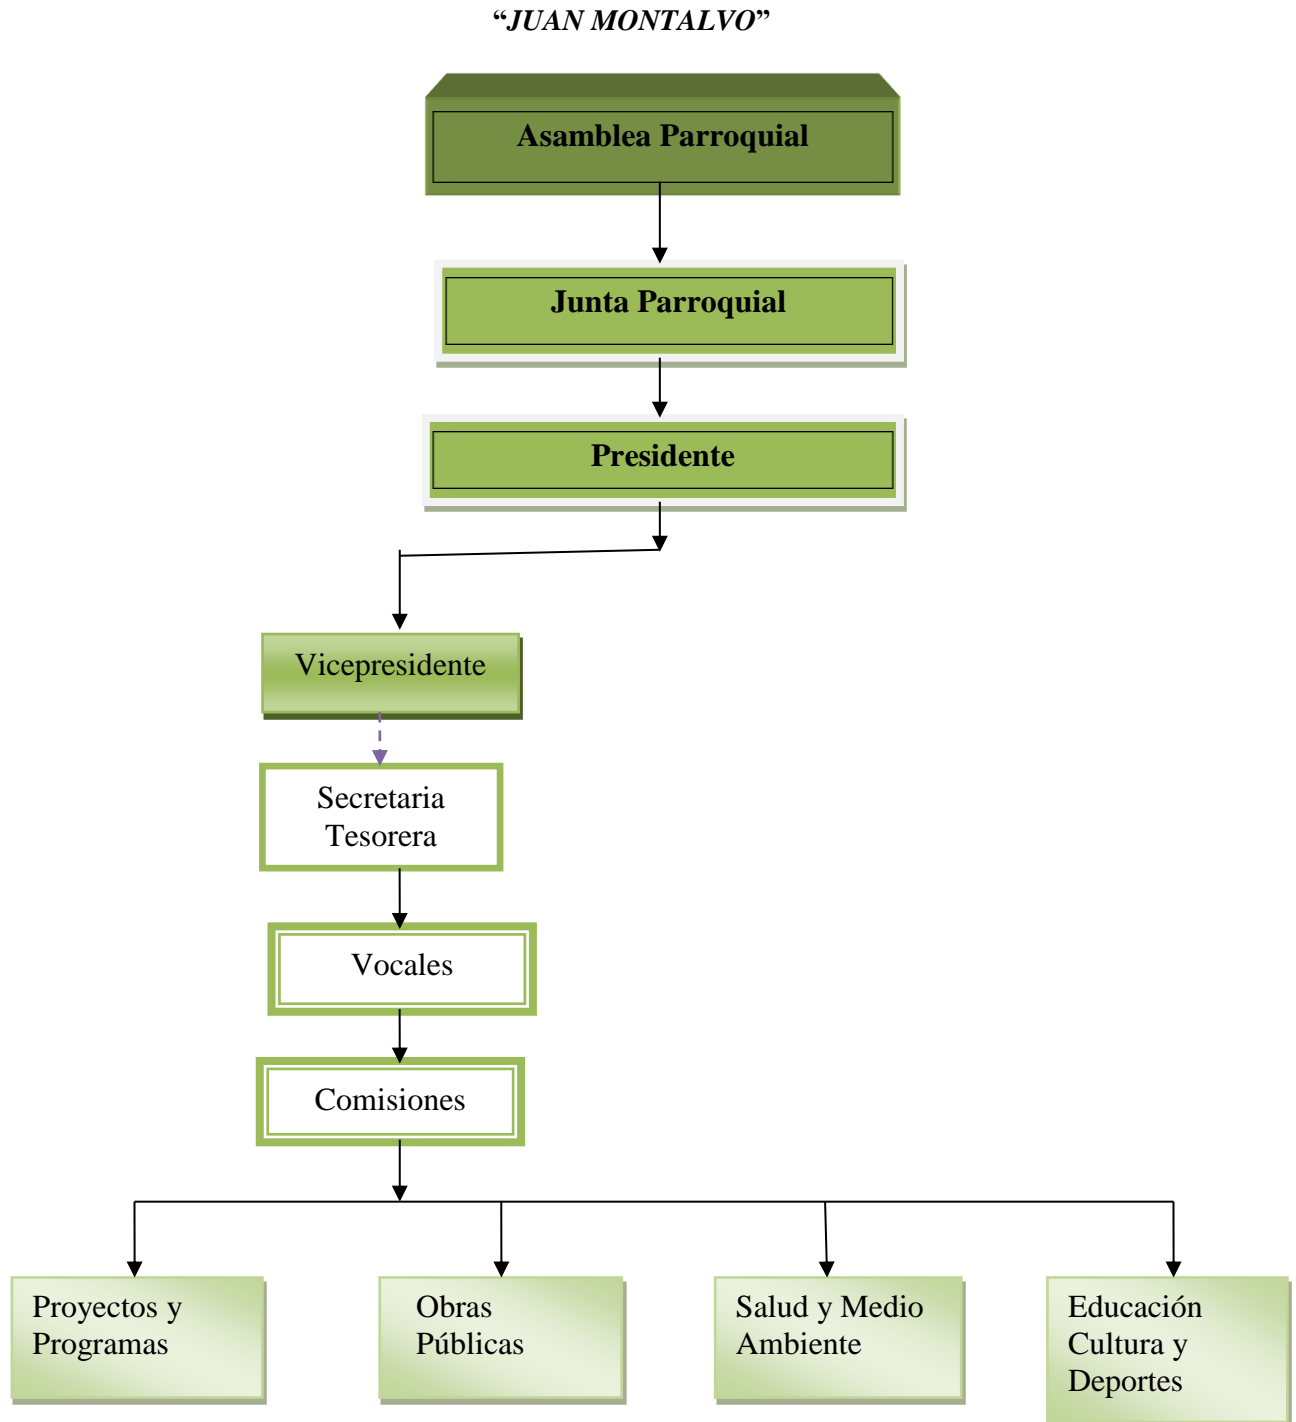 “JUAN MONTALVO”
Asamblea Parroquial
Junta Parroquial
Presidente
Vicepresidente
Secretaria
Tesorera
Vocales
Comisiones
Proyectos y
Programas
Obras
Públicas
Salud y Medio
Ambiente
Educación
Cultura y
Deportes